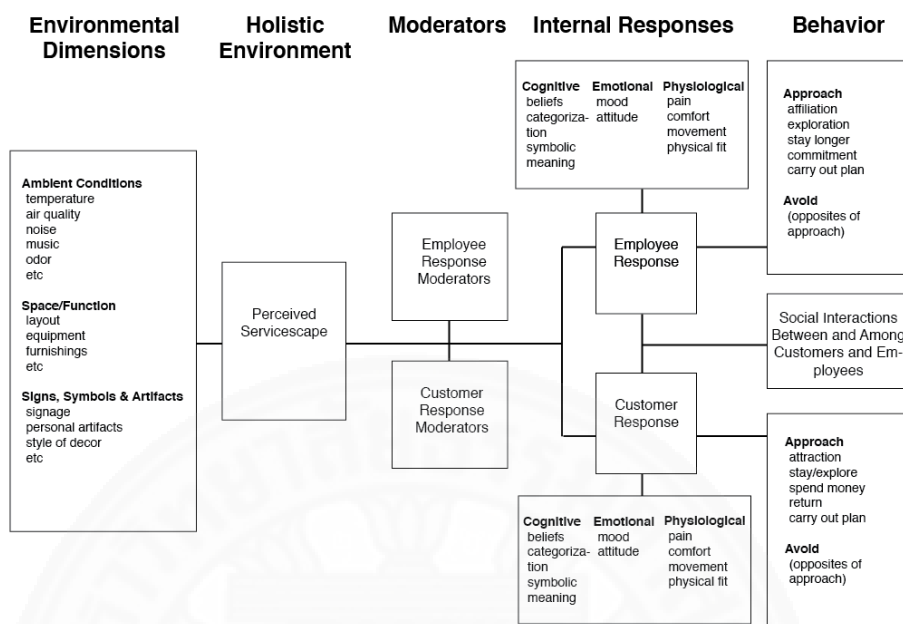 Environmental
Dimensions
Holistic
Environment
Moderators
Internal Responses
Behavior
Ambient Conditions
temperature
air quality
noise
music
odor
etc
Space/Function
layout
equipment
furnishings
etc
Signs, Symbols & Artifacts
signage
personal artifacts
style of decor
etc
Perceived
Servicescape
Employee
Response
Moderators
Customer
Response
Moderators
Cognitive
beliefs
categoriza-
tion
symbolic
meaning
Emotional
mood
attitude
Physiological
pain
comfort
movement
physical fit
Employee
Response
Customer
Response
Cognitive
beliefs
categoriza-
tion
symbolic
meaning
Emotional
mood
attitude
Physiological
pain
comfort
movement
physical fit
Approach
affiliation
exploration
stay longer
commitment
carry out plan
Avoid
(opposites of
approach)
Social Interactions
Between and Among
Customers and Em-
ployees
Approach
attraction
stay/explore
spend money
return
carry out plan
Avoid
(opposites of
approach)